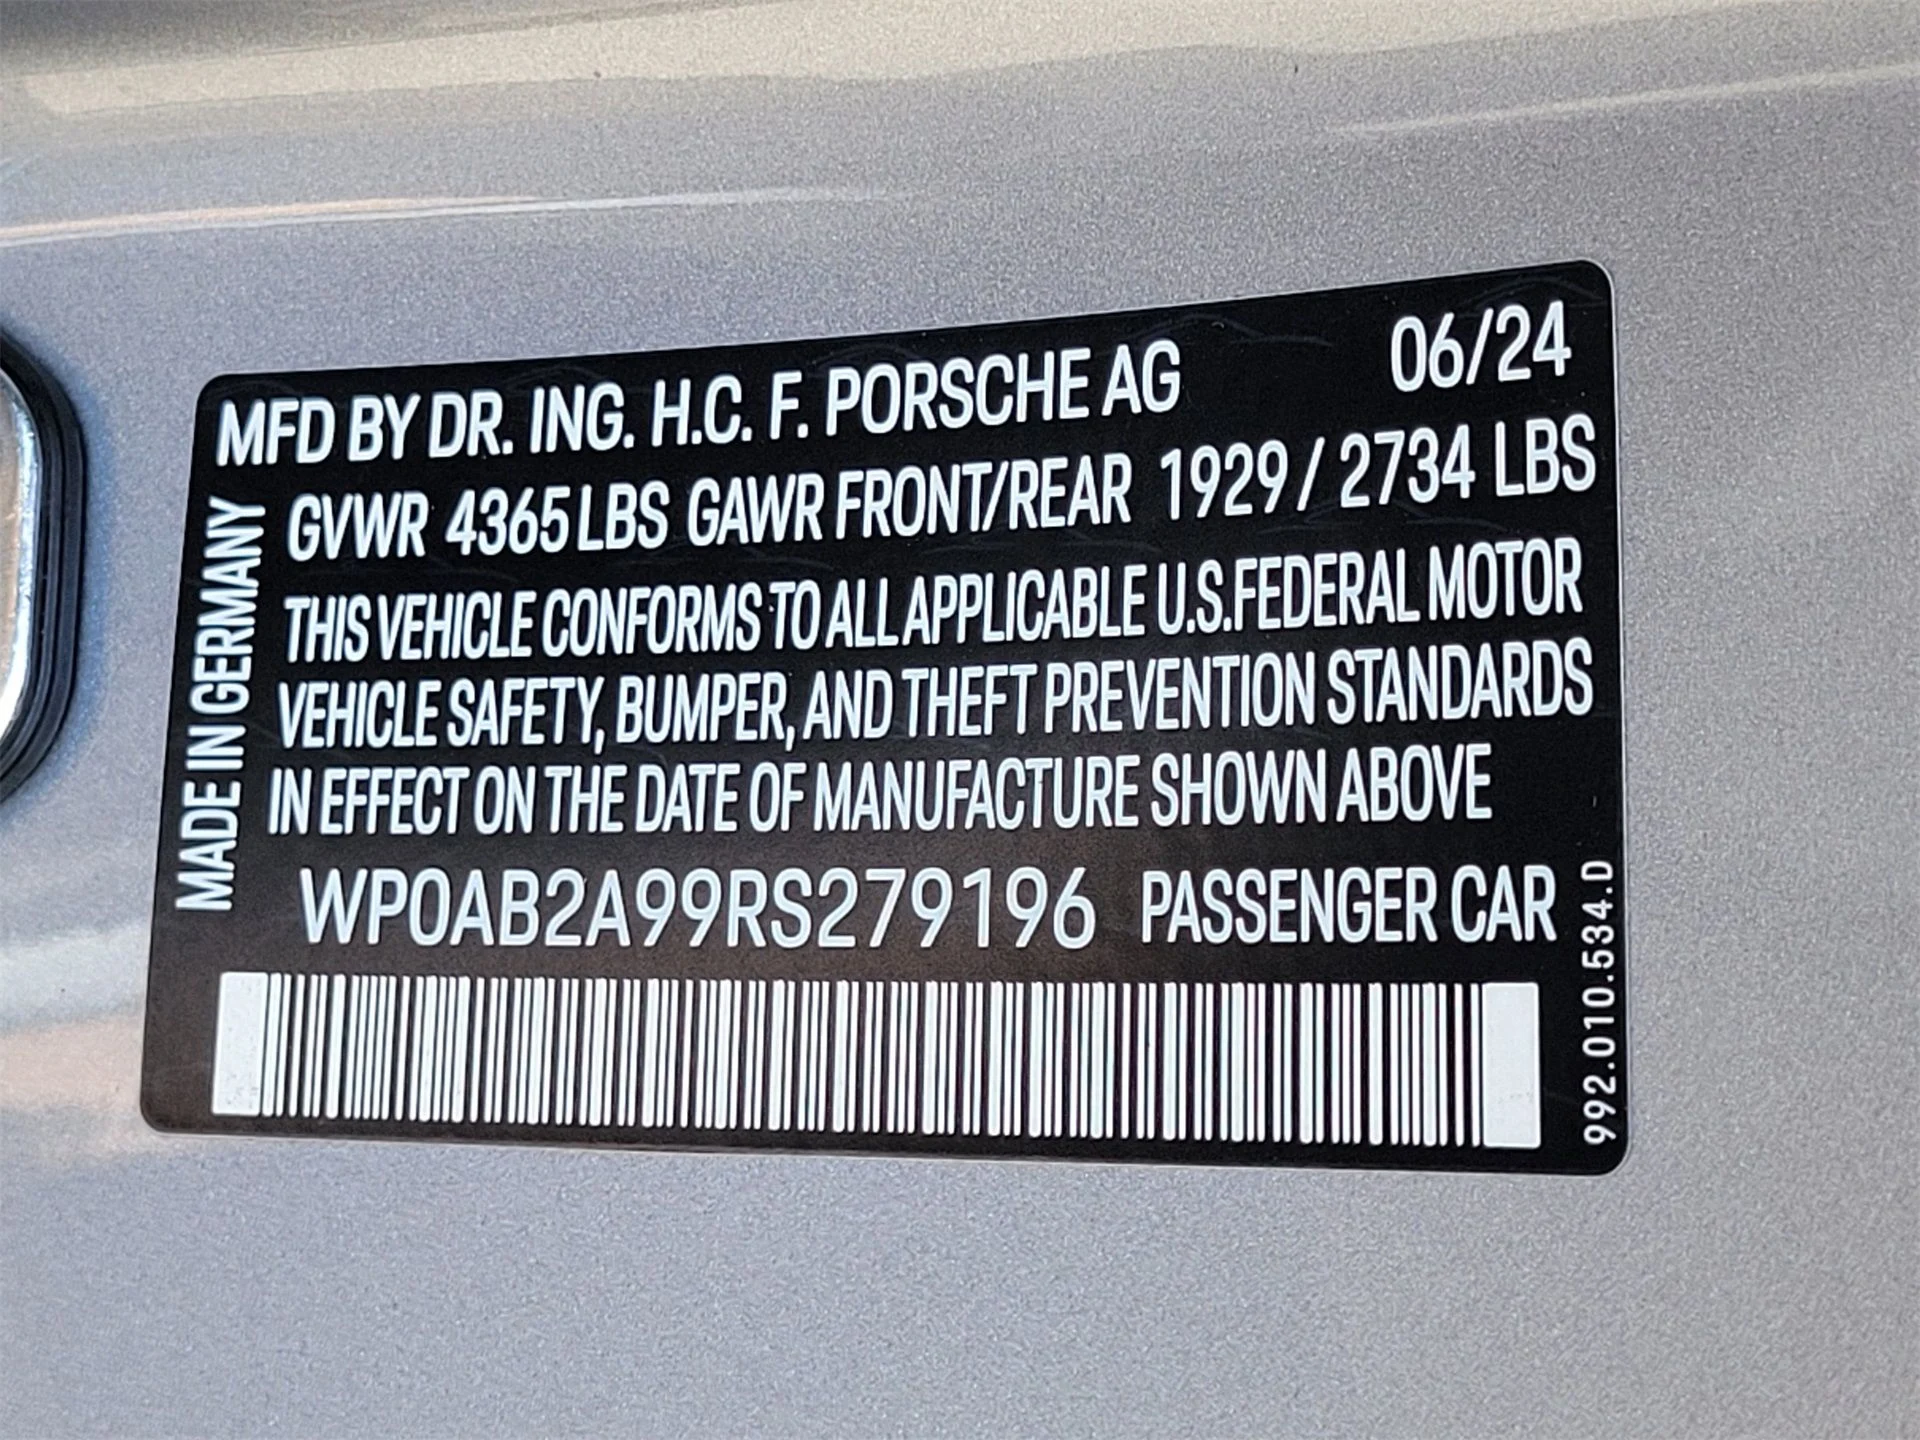 MFD BY DR. ING. H.C. F. PORSCHE AG 06/24
GVWR 4365 LBS GAWR FRONT/REAR 1929 / 2734 LBS
THIS VEHICLE CONFORMS TO ALL APPLICABLE U.S.FEDERAL MOTOR
VEHICLE SAFETY, BUMPER, AND THEFT PREVENTION STANDARDS
IN EFFECT ON THE DATE OF MANUFACTURE SHOWN ABOVE
WP0AB2A99RS279196 PASSENGER CAR
MADE IN GERMANY
992.010.534.D